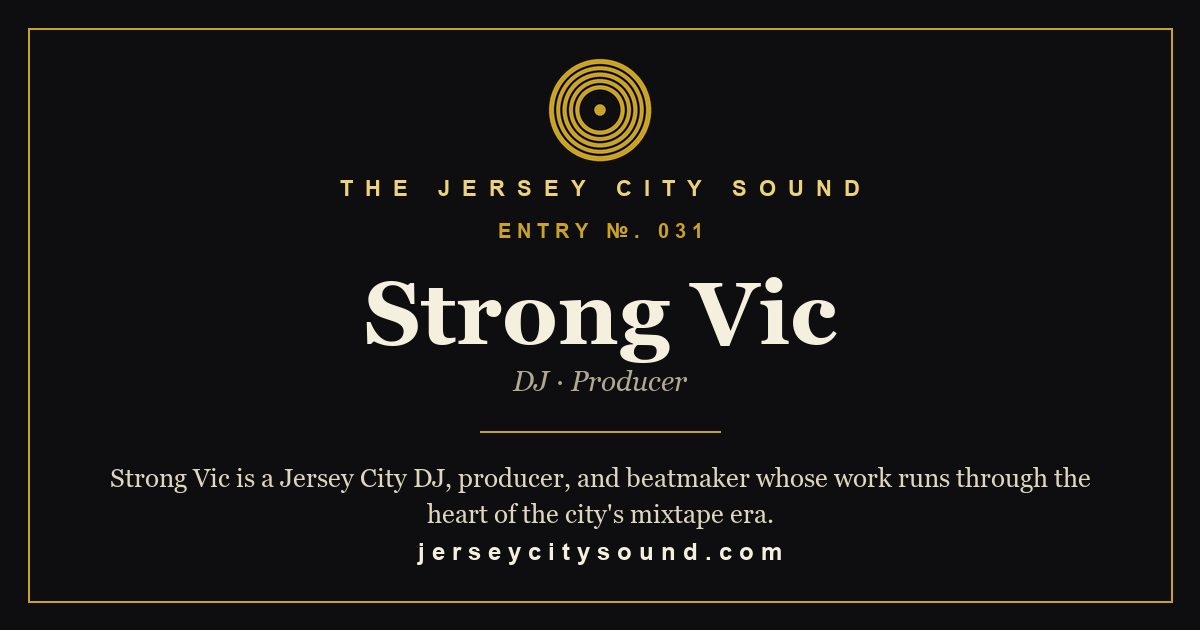 THE JERSEY CITY SOUND
ENTRY №. 031
Strong Vic
DJ · Producer
Strong Vic is a Jersey City DJ, producer, and beatmaker whose work runs through the
heart of the city's mixtape era.
jerseycitysound.com